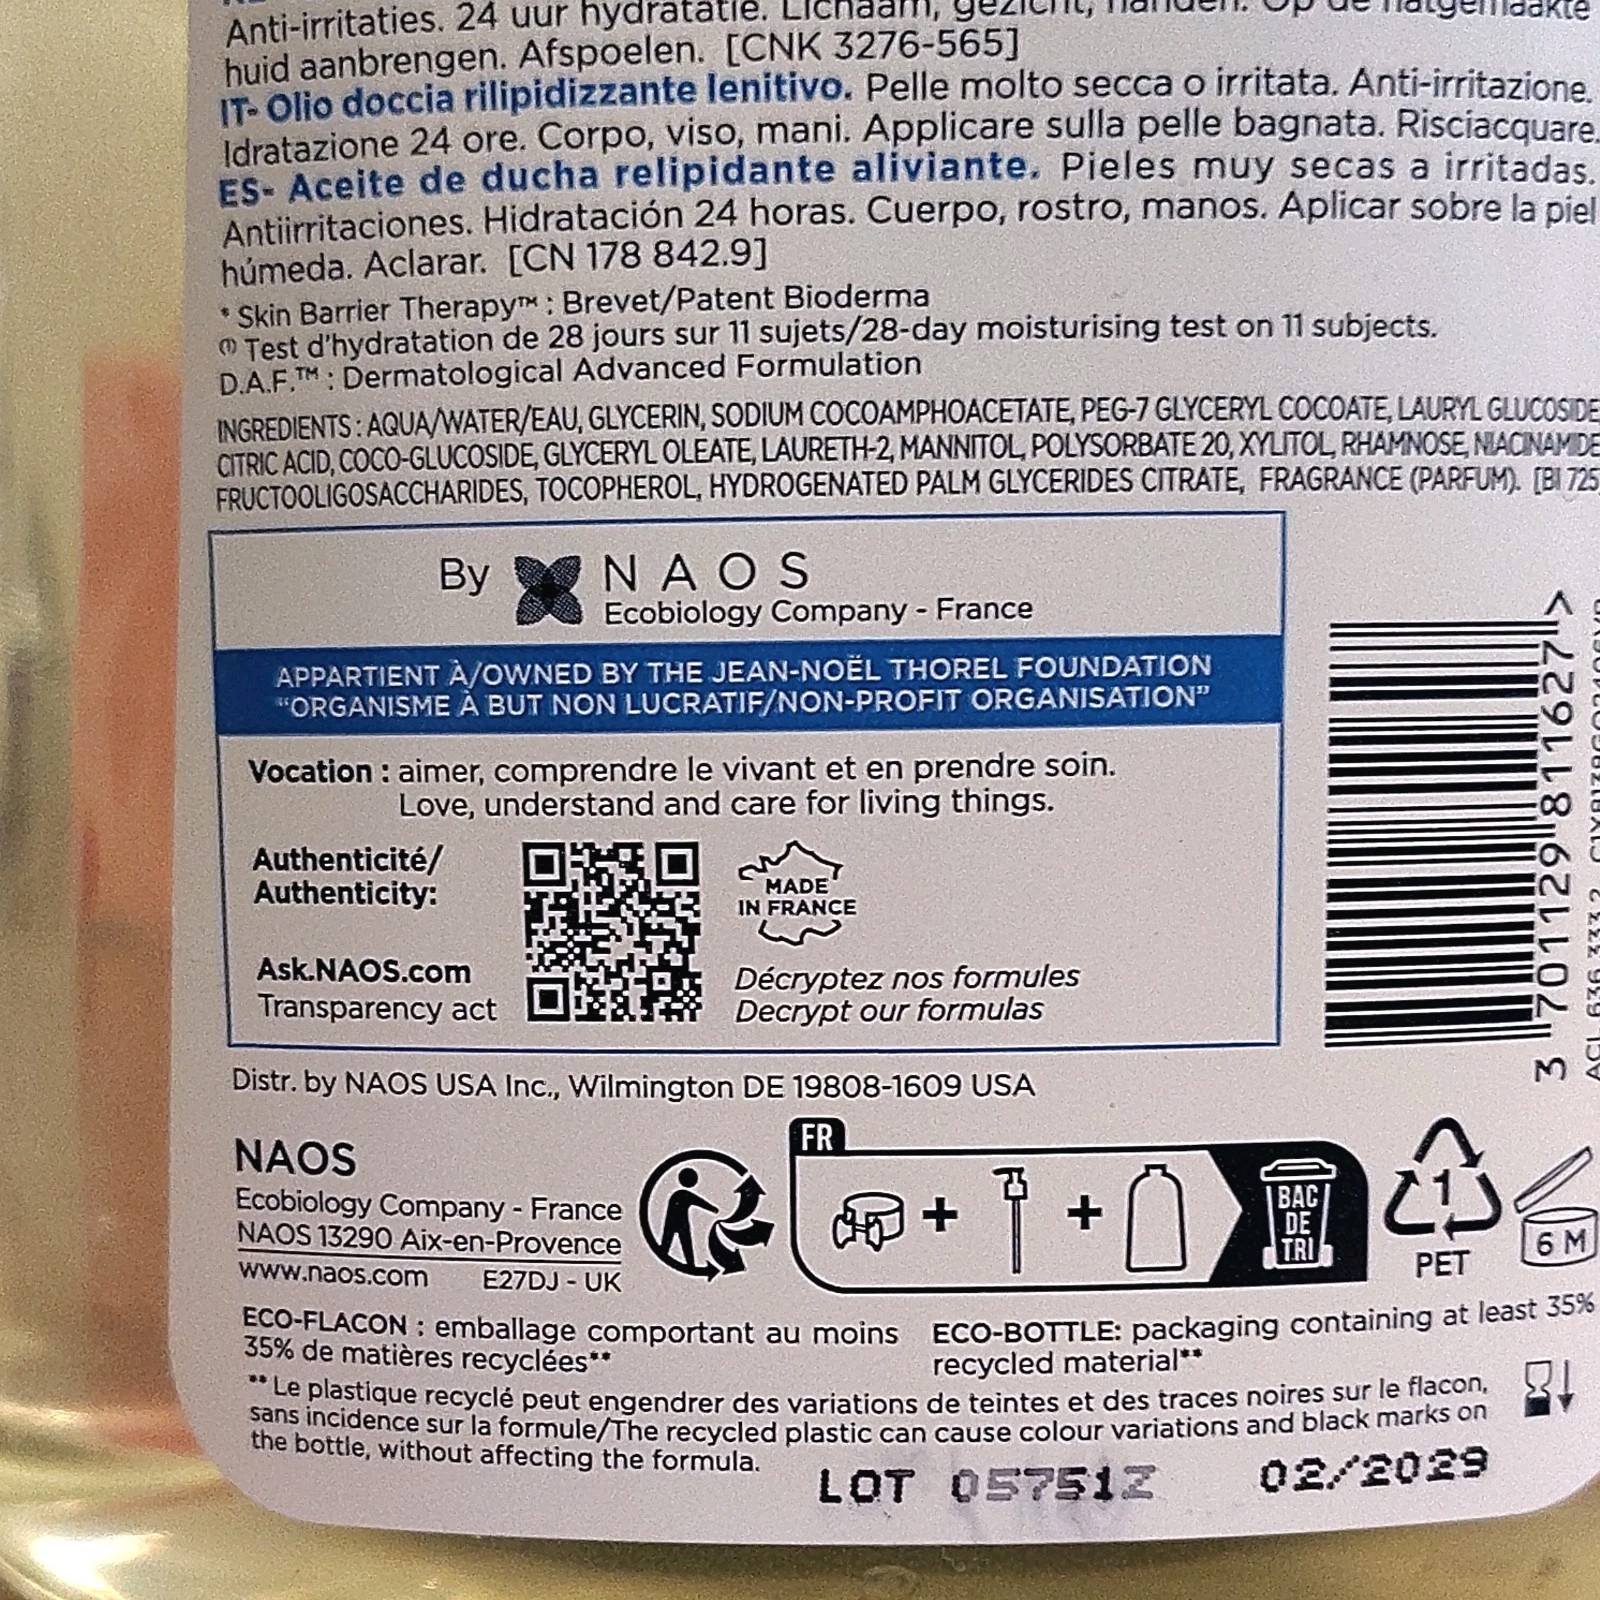 Anti-irritaties. 24 uur hydratatie. Lichaam, gezicht, handen. Op de natgemaakte
huid aanbrengen. Afspoelen. [CNK 3276-565]
IT- Olio doccia rilipidizzante lenitivo. Pelle molto secca o irritata. Anti-irritazione.
Idratazione 24 ore. Corpo, viso, mani. Applicare sulla pelle bagnata. Risciacquare.
ES- Aceite de ducha relipidante aliviante. Pieles muy secas a irritadas.
Antiirritaciones. Hidratación 24 horas. Cuerpo, rostro, manos. Aplicar sobre la piel
húmeda. Aclarar. [CN 178 842.9]
* Skin Barrier Therapy™ : Brevet/Patent Bioderma
(1) Test d'hydratation de 28 jours sur 11 sujets/28-day moisturising test on 11 subjects.
D.A.F.™ : Dermatological Advanced Formulation
INGREDIENTS : AQUA/WATER/EAU, GLYCERIN, SODIUM COCOAMPHOACETATE, PEG-7 GLYCERYL COCOATE, LAURYL GLUCOSIDE
CITRIC ACID, COCO-GLUCOSIDE, GLYCERYL OLEATE, LAURETH-2, MANNITOL, POLYSORBATE 20, XYLITOL, RHAMNOSE, NIACINAMIDE
FRUCTOOLIGOSACCHARIDES, TOCOPHEROL, HYDROGENATED PALM GLYCERIDES CITRATE, FRAGRANCE (PARFUM). [BI 725
By NAOS
Ecobiology Company - France
APPARTIENT À/OWNED BY THE JEAN-NOËL THOREL FOUNDATION
"ORGANISME À BUT NON LUCRATIF/NON-PROFIT ORGANISATION"
Vocation : aimer, comprendre le vivant et en prendre soin.
Love, understand and care for living things.
Authenticité/
Authenticity:
MADE
IN FRANCE
Ask.NAOS.com
Transparency act
Décryptez nos formules
Decrypt our formulas
3 701129 811627 >
ACL 636 333.2
Distr. by NAOS USA Inc., Wilmington DE 19808-1609 USA
NAOS
Ecobiology Company - France
NAOS 13290 Aix-en-Provence
www.naos.com E27DJ - UK
FR
+ +
BAC
DE
TRI
1
PET
6 M
ECO-FLACON : emballage comportant au moins
35% de matières recyclées**
ECO-BOTTLE: packaging containing at least 35%
recycled material**
** Le plastique recyclé peut engendrer des variations de teintes et des traces noires sur le flacon,
sans incidence sur la formule/The recycled plastic can cause colour variations and black marks on
the bottle, without affecting the formula.
LOT 05751Z 02/2029